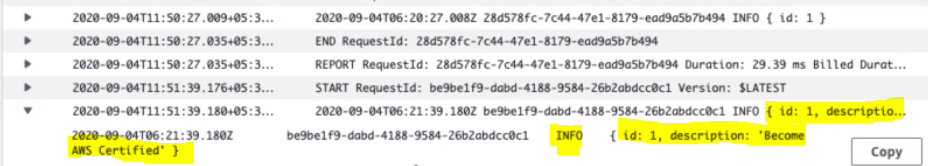 2020-09-04T11:50:27.009+05:3... 2020-09-04T06:20:27.008Z 28d578fc-7c44-47e1-8179-ead9a5b7b494 INFO { id: 1 }
2020-09-04T11:50:27.035+05:3... END RequestId: 28d578fc-7c44-47e1-8179-ead9a5b7b494
2020-09-04T11:50:27.035+05:3... REPORT RequestId: 28d578fc-7c44-47e1-8179-ead9a5b7b494 Duration: 29.39 ms Billed Durat...
2020-09-04T11:51:39.176+05:3... START RequestId: be9be1f9-dabd-4188-9584-26b2abdcc0c1 Version: $LATEST
2020-09-04T11:51:39.180+05:3... 2020-09-04T06:21:39.180Z be9be1f9-dabd-4188-9584-26b2abdcc0c1 INFO { id: 1, descriptio...
2020-09-04T06:21:39.180Z be9be1f9-dabd-4188-9584-26b2abdcc0c1 INFO { id: 1, description: 'Become
AWS Certified' }
Copy